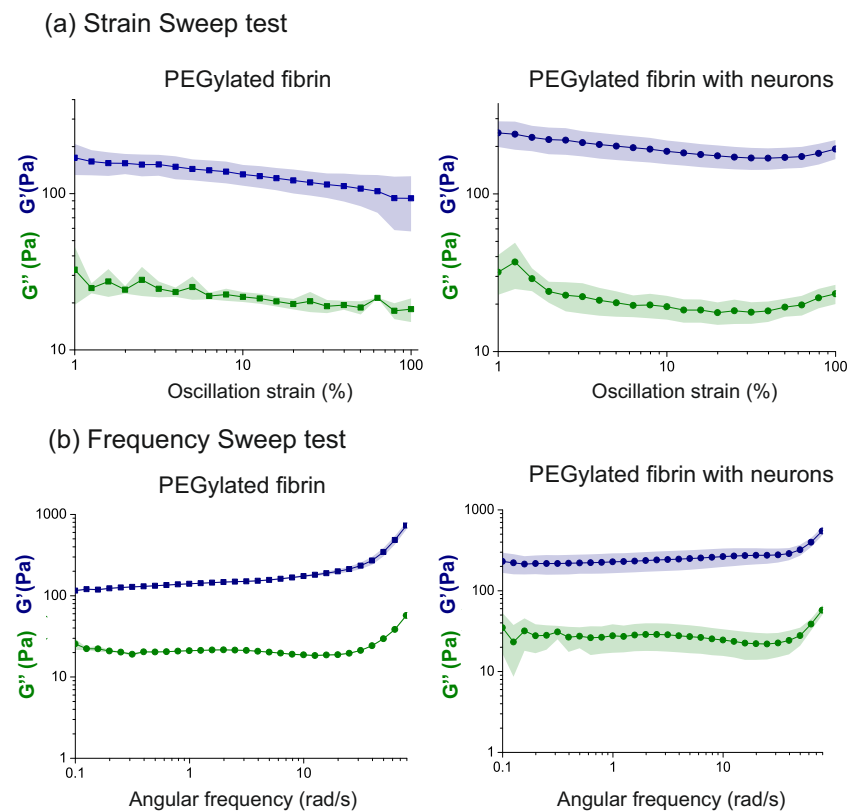 (a) Strain Sweep test
PEGylated fibrin
PEGylated fibrin with neurons
G'' (Pa) G'(Pa)
100
10
1 10 100
Oscillation strain (%)
G'' (Pa) G'(Pa)
100
10
1 10 100
Oscillation strain (%)
(b) Frequency Sweep test
PEGylated fibrin
PEGylated fibrin with neurons
G'' (Pa) G'(Pa)
1000
100
10
1
0.1 1 10
Angular frequency (rad/s)
G'' (Pa) G'(Pa)
1000
100
10
1
0.1 1 10
Angular frequency (rad/s)